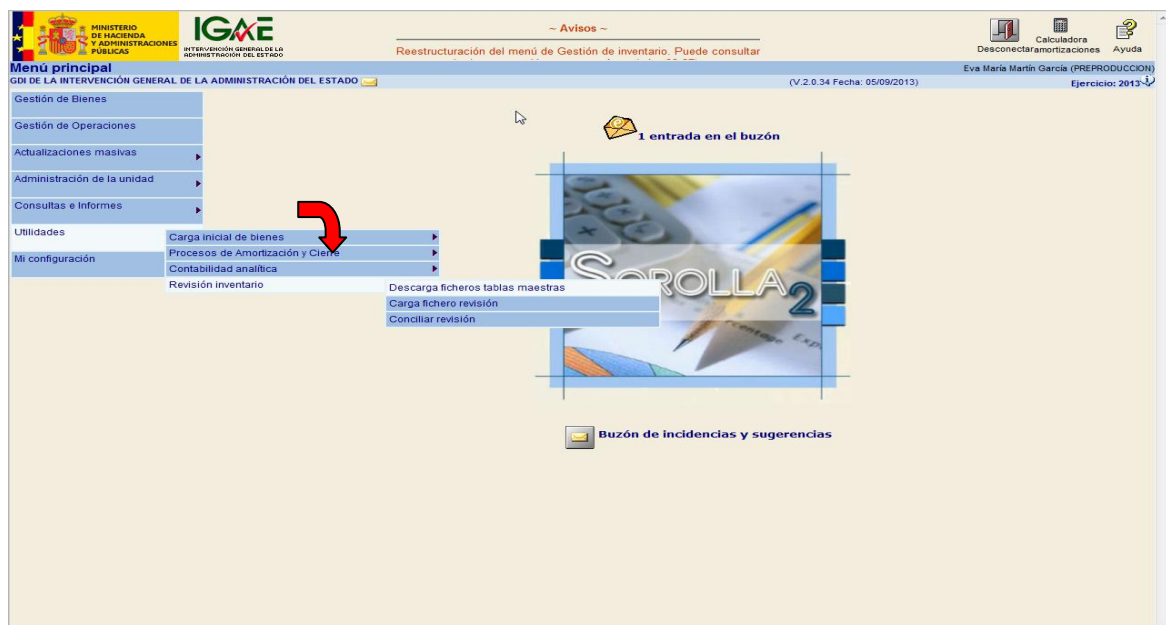 MINISTERIO
DE HACIENDA
Y ADMINISTRACIONES
PÚBLICAS
IGAE
INTERVENCIÓN GENERAL DE LA
ADMINISTRACIÓN DEL ESTADO
~ Avisos ~
Reestructuración del menú de Gestión de inventario. Puede consultar
Desconectar
Calculadora
amortizaciones
Ayuda
Menú principal
Eva María Martín García (PREPRODUCCION)
GDI DE LA INTERVENCIÓN GENERAL DE LA ADMINISTRACIÓN DEL ESTADO
(V.2.0.34 Fecha: 05/09/2013)
Ejercicio: 2013
Gestión de Bienes
Gestión de Operaciones
Actualizaciones masivas
Administración de la unidad
Consultas e Informes
Utilidades
Mi configuración
Carga inicial de bienes
Procesos de Amortización y Cierre
Contabilidad analítica
Revisión inventario
Descarga ficheros tablas maestras
Carga fichero revisión
Conciliar revisión
1 entrada en el buzón
SOROLLA2
Buzón de incidencias y sugerencias